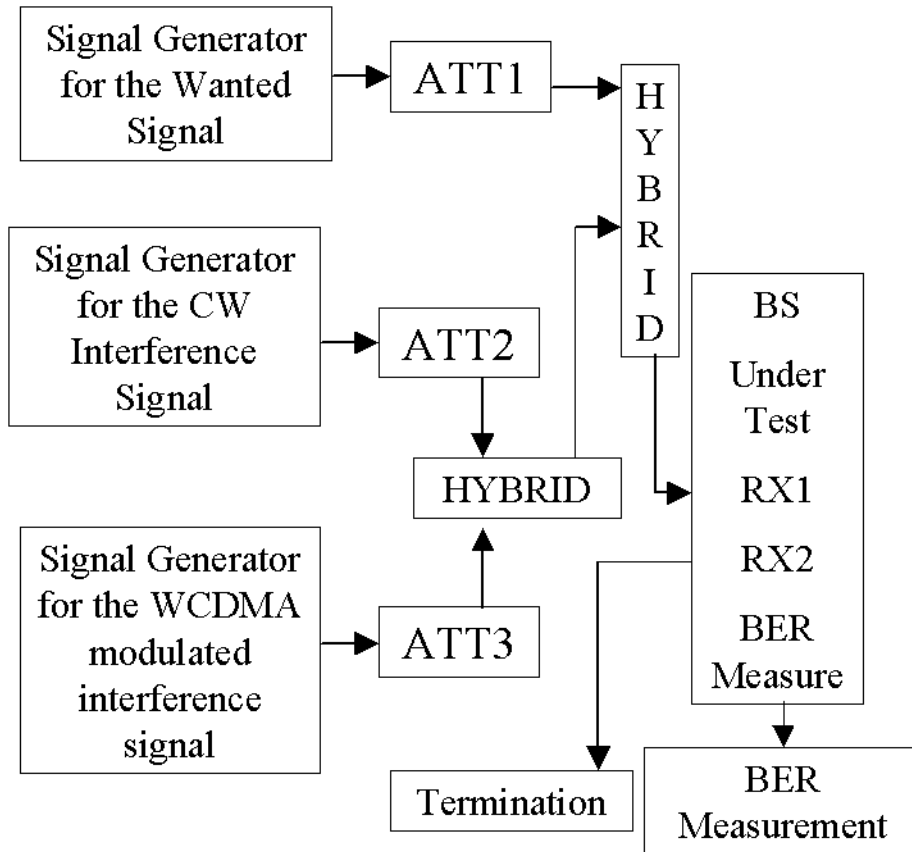 Signal Generator
for the Wanted
Signal
ATT1
H
Y
B
R
I
D
Signal Generator
for the CW
Interference
Signal
ATT2
HYBRID
Signal Generator
for the WCDMA
modulated
interference
signal
ATT3
BS
Under
Test
RX1
RX2
BER
Measure
Termination
BER
Measurement